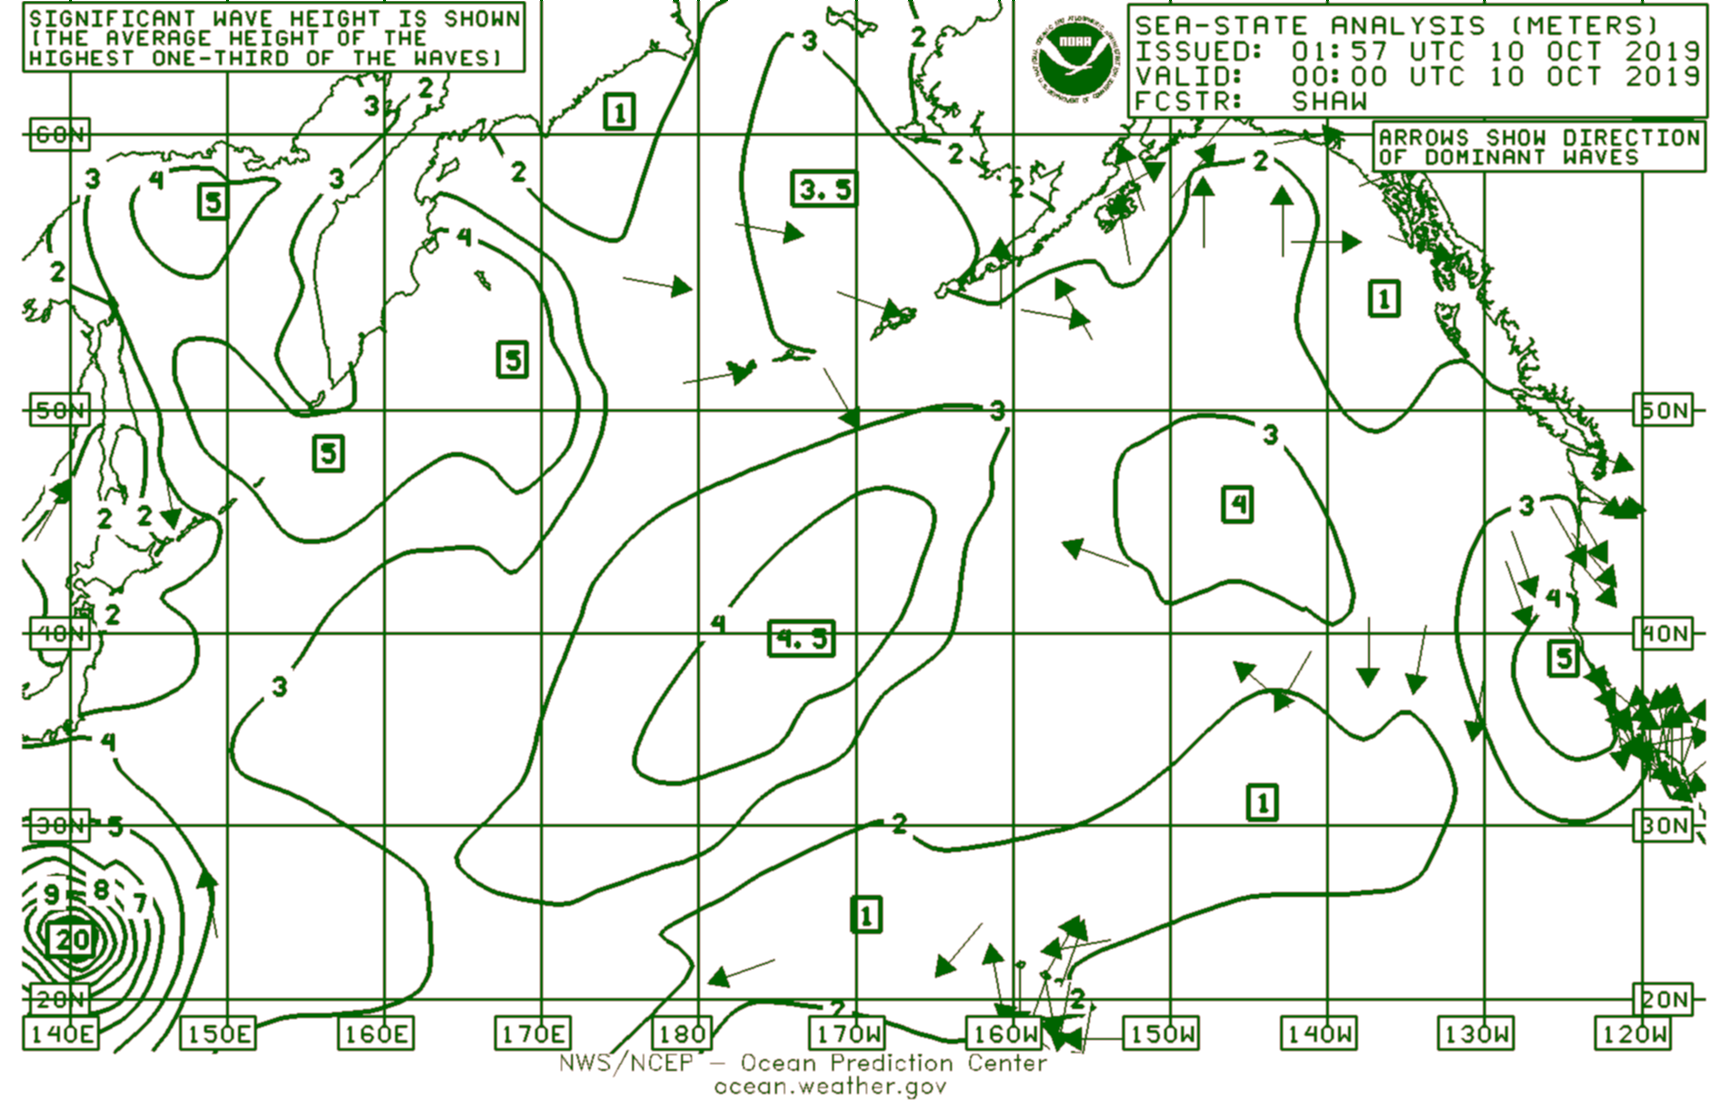 SIGNIFICANT WAVE HEIGHT IS SHOWN
(THE AVERAGE HEIGHT OF THE
HIGHEST ONE-THIRD OF THE WAVES)
NOAA
SEA-STATE ANALYSIS (METERS)
ISSUED: 01:57 UTC 10 OCT 2019
VALID: 00:00 UTC 10 OCT 2019
FCSTR: SHAW
ARROWS SHOW DIRECTION
OF DOMINANT WAVES
2
3
2
3
1
60N
2
2
3
4
5
3
2
3.5
2
2
4
2
1
5
50N
3
50N
3
5
4
2
2
3
2
4
4
40N
4.5
40N
5
3
4
1
30N
5
2
30N
9
8
7
1
20
20N
2
2
20N
140E
150E
160E
170E
180
170W
160W
150W
140W
130W
120W
NWS/NCEP – Ocean Prediction Center
ocean.weather.gov